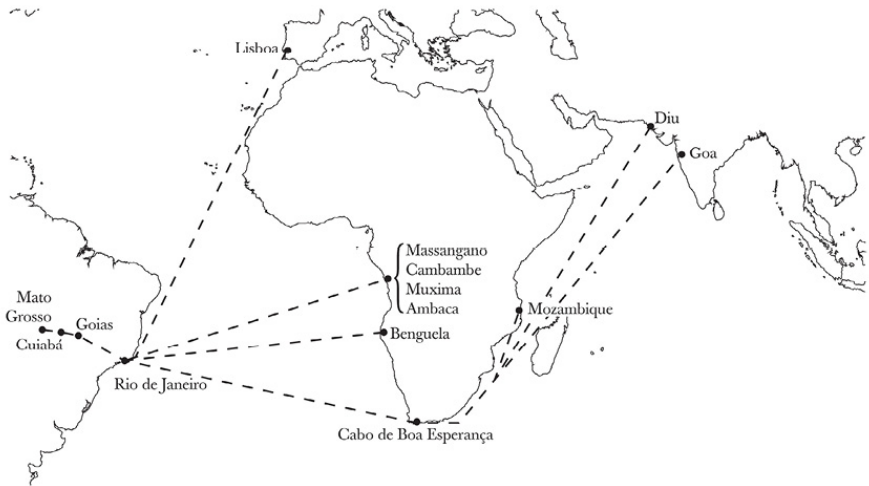 Lisboa
Diu
Goa
Massangano
Cambambe
Muxima
Ambaca
Mato
Grosso
Goias
Cuiabá
Mozambique
Benguela
Rio de Janeiro
Cabo de Boa Esperança